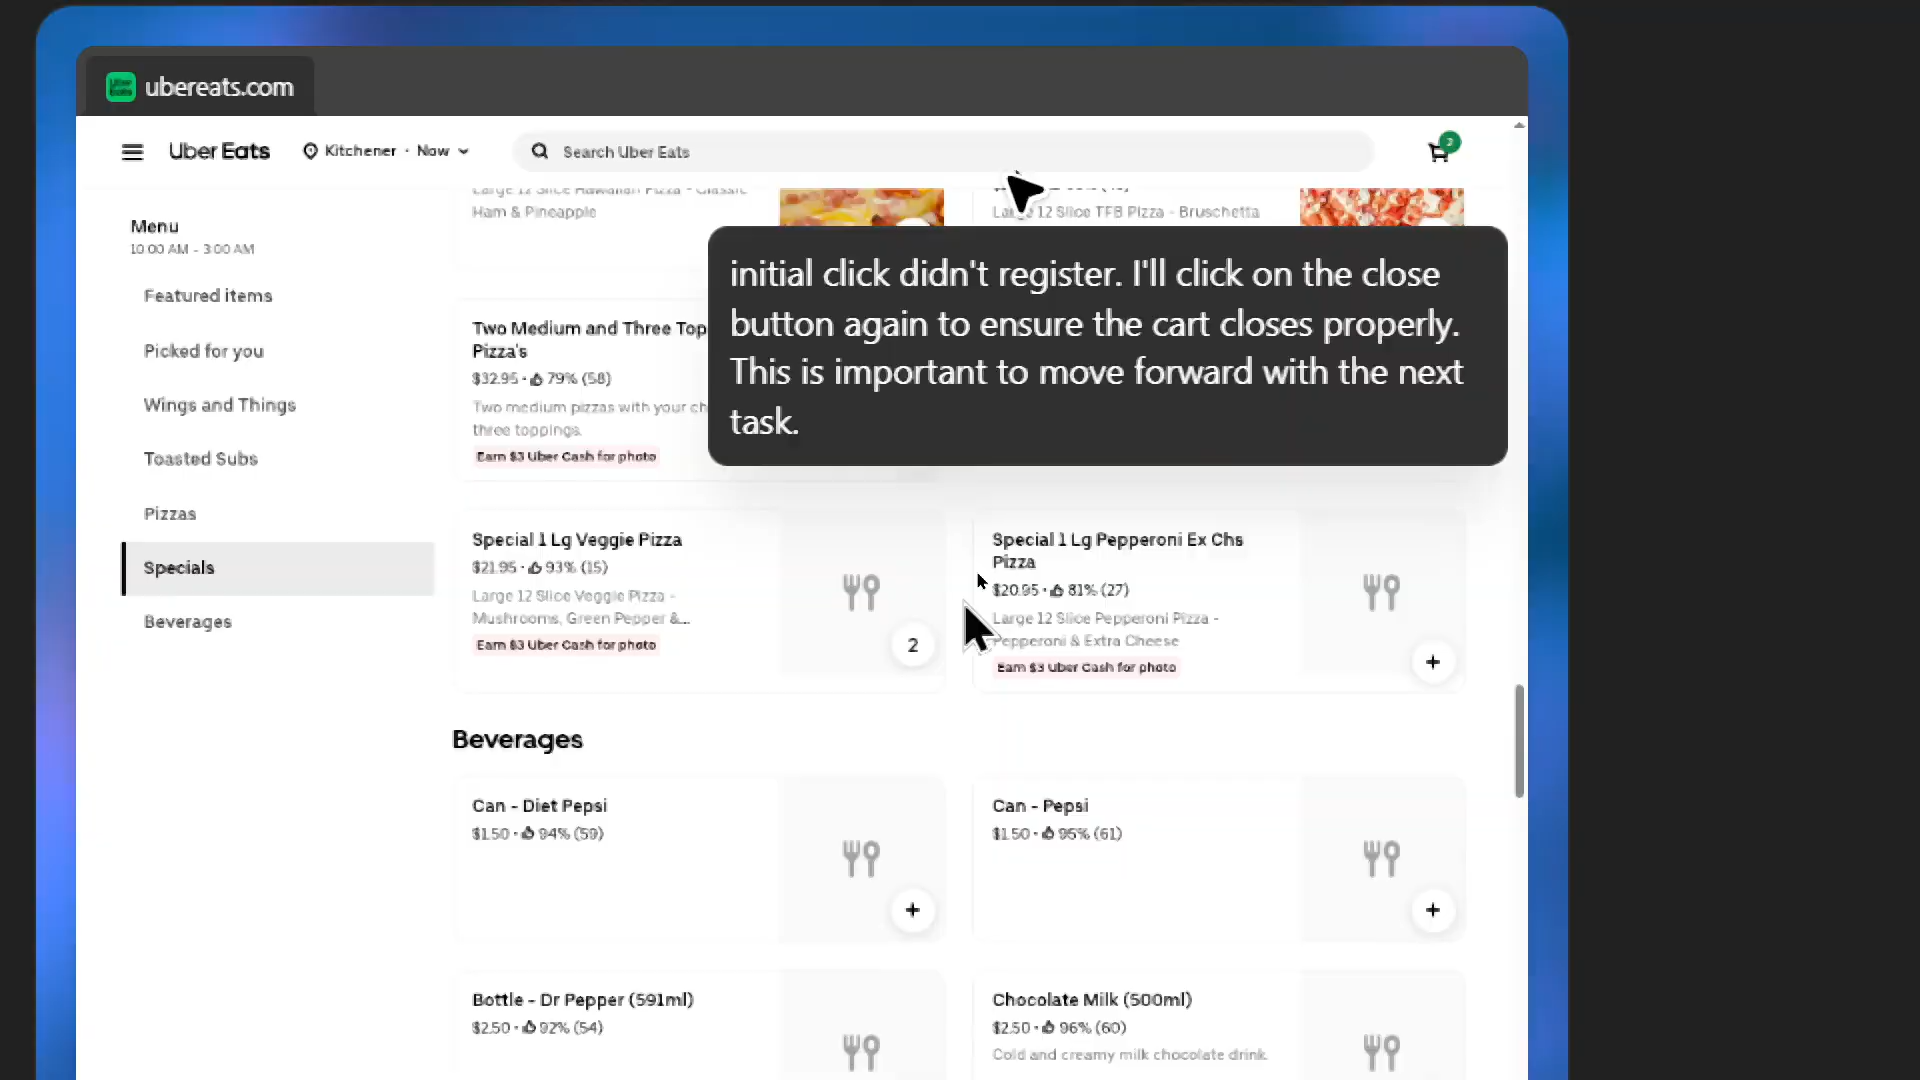 ubereats.com
Uber Eats
Kitchener · Now
Search Uber Eats
2
Menu
10:00 AM - 3:00 AM
Featured items
Picked for you
Wings and Things
Toasted Subs
Pizzas
Specials
Beverages
Large 12 Slice Hawaiian Pizza - Classic
Ham & Pineapple
Large 12 Slice TFB Pizza - Bruschetta
initial click didn't register. I'll click on the close
button again to ensure the cart closes properly.
This is important to move forward with the next
task.
Two Medium and Three Top
Pizza's
$32.95 · 79% (58)
Two medium pizzas with your ch
three toppings.
Earn $3 Uber Cash for photo
Special 1 Lg Veggie Pizza
$21.95 · 93% (15)
Large 12 Slice Veggie Pizza -
Mushrooms, Green Pepper &...
Earn $3 Uber Cash for photo
2
Special 1 Lg Pepperoni Ex Chs
Pizza
$20.95 · 81% (27)
Large 12 Slice Pepperoni Pizza -
Pepperoni & Extra Cheese
Earn $3 Uber Cash for photo
+
Beverages
Can - Diet Pepsi
$1.50 · 94% (59)
+
Can - Pepsi
$1.50 · 95% (61)
+
Bottle - Dr Pepper (591ml)
$2.50 · 92% (54)
Chocolate Milk (500ml)
$2.50 · 96% (60)
Cold and creamy milk chocolate drink.